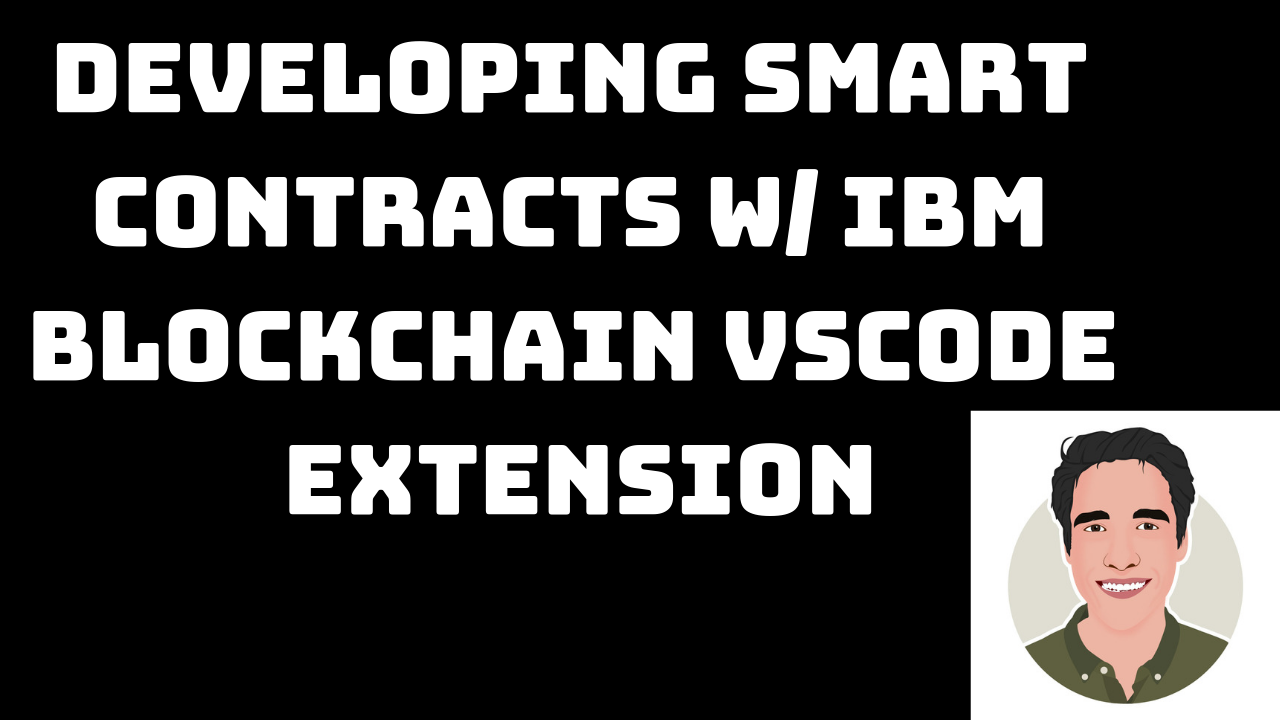 DEVELOPING SMART
CONTRACTS W/ IBM
BLOCKCHAIN VSCODE
EXTENSION